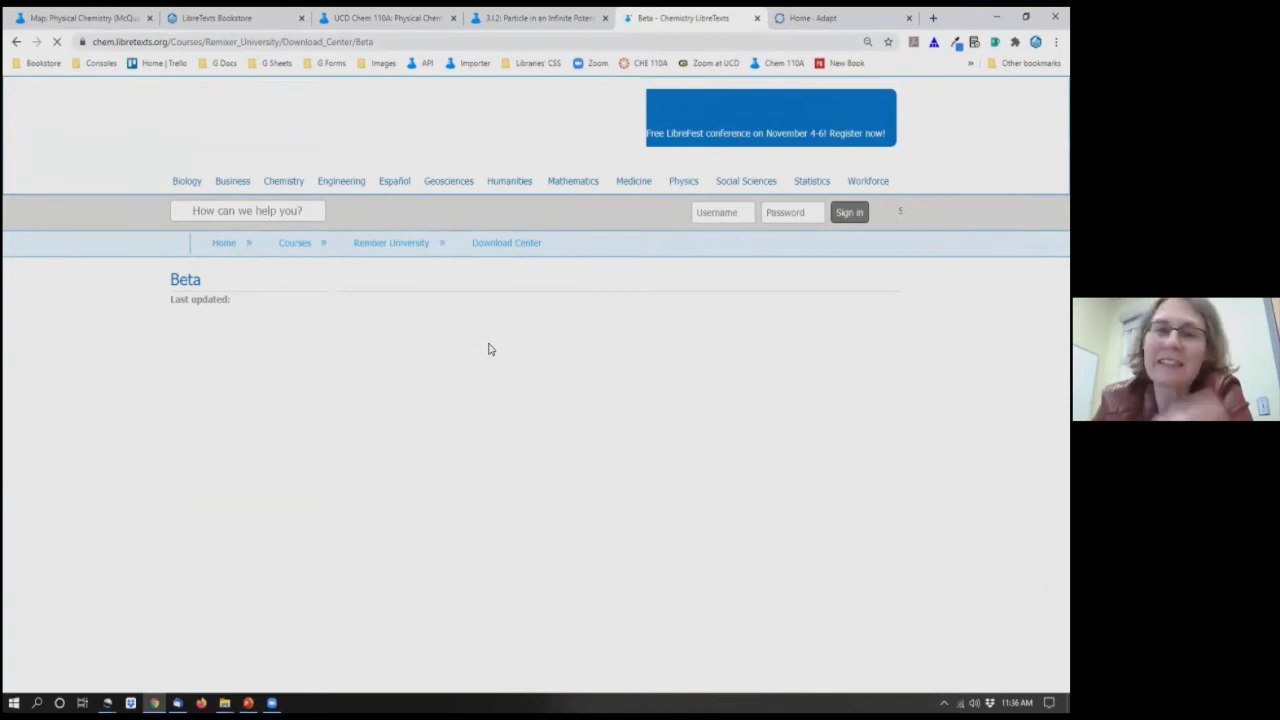 Map: Physical Chemistry (McQu
LibreTexts Bookstore
UCD Chem 110A: Physical Chem
3.I.2: Particle in an Infinite Poten
Beta - Chemistry LibreTexts
Home - Adapt
chem.libretexts.org/Courses/Remixer_University/Download_Center/Beta
Bookstore
Consoles
Home | Trello
G Docs
G Sheets
G Forms
Images
API
Importer
Libraries' CSS
Zoom
CHE 110A
Zoom at UCD
Chem 110A
New Book
»
Other bookmarks
Free LibreFest conference on November 4-6! Register now!
Biology Business Chemistry Engineering Español Geosciences Humanities Mathematics Medicine Physics Social Sciences Statistics Workforce
How can we help you?
Username
Password
Sign in
S
Home » Courses » Remixer University » Download Center
Beta
Last updated:
11:36 AM